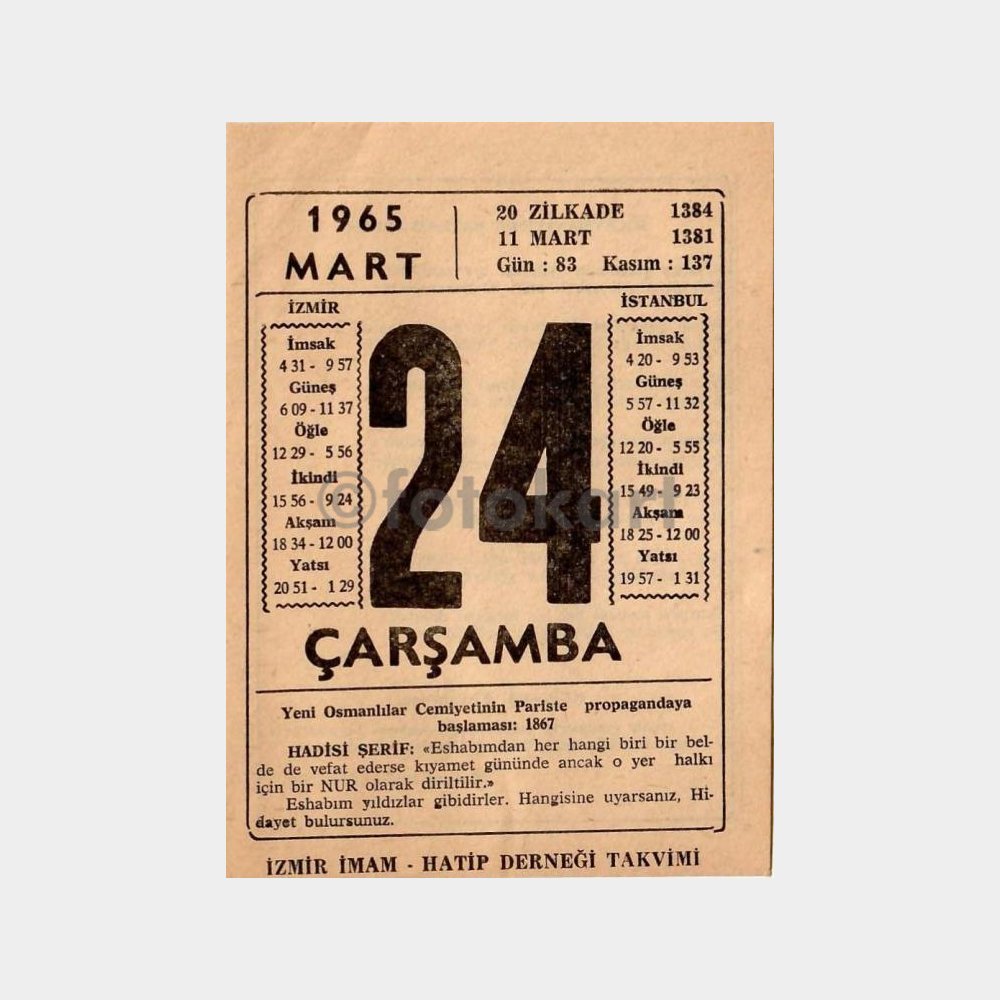 1965
MART
20 ZİLKADE 1384
11 MART 1381
Gün : 83 Kasım : 137
İZMİR
İmsak
4 31 - 9 57
Güneş
6 09 - 11 37
Öğle
12 29 - 5 56
İkindi
15 56 - 9 24
Akşam
18 34 - 12 00
Yatsı
20 51 - 1 29
24
İSTANBUL
İmsak
4 20 - 9 53
Güneş
5 57 - 11 32
Öğle
12 20 - 5 55
İkindi
15 49 - 9 23
Akşam
18 25 - 12 00
Yatsı
19 57 - 1 31
©fotokart
ÇARŞAMBA
Yeni Osmanlılar Cemiyetinin Pariste propagandaya
başlaması: 1867
HADİSİ ŞERİF: «Eshabımdan her hangi biri bir bel-
de de vefat ederse kıyamet gününde ancak o yer halkı
için bir NUR olarak diriltilir.»
Eshabım yıldızlar gibidirler. Hangisine uyarsanız, Hi-
dayet bulursunuz.
İZMİR İMAM - HATİP DERNEĞİ TAKVİMİ